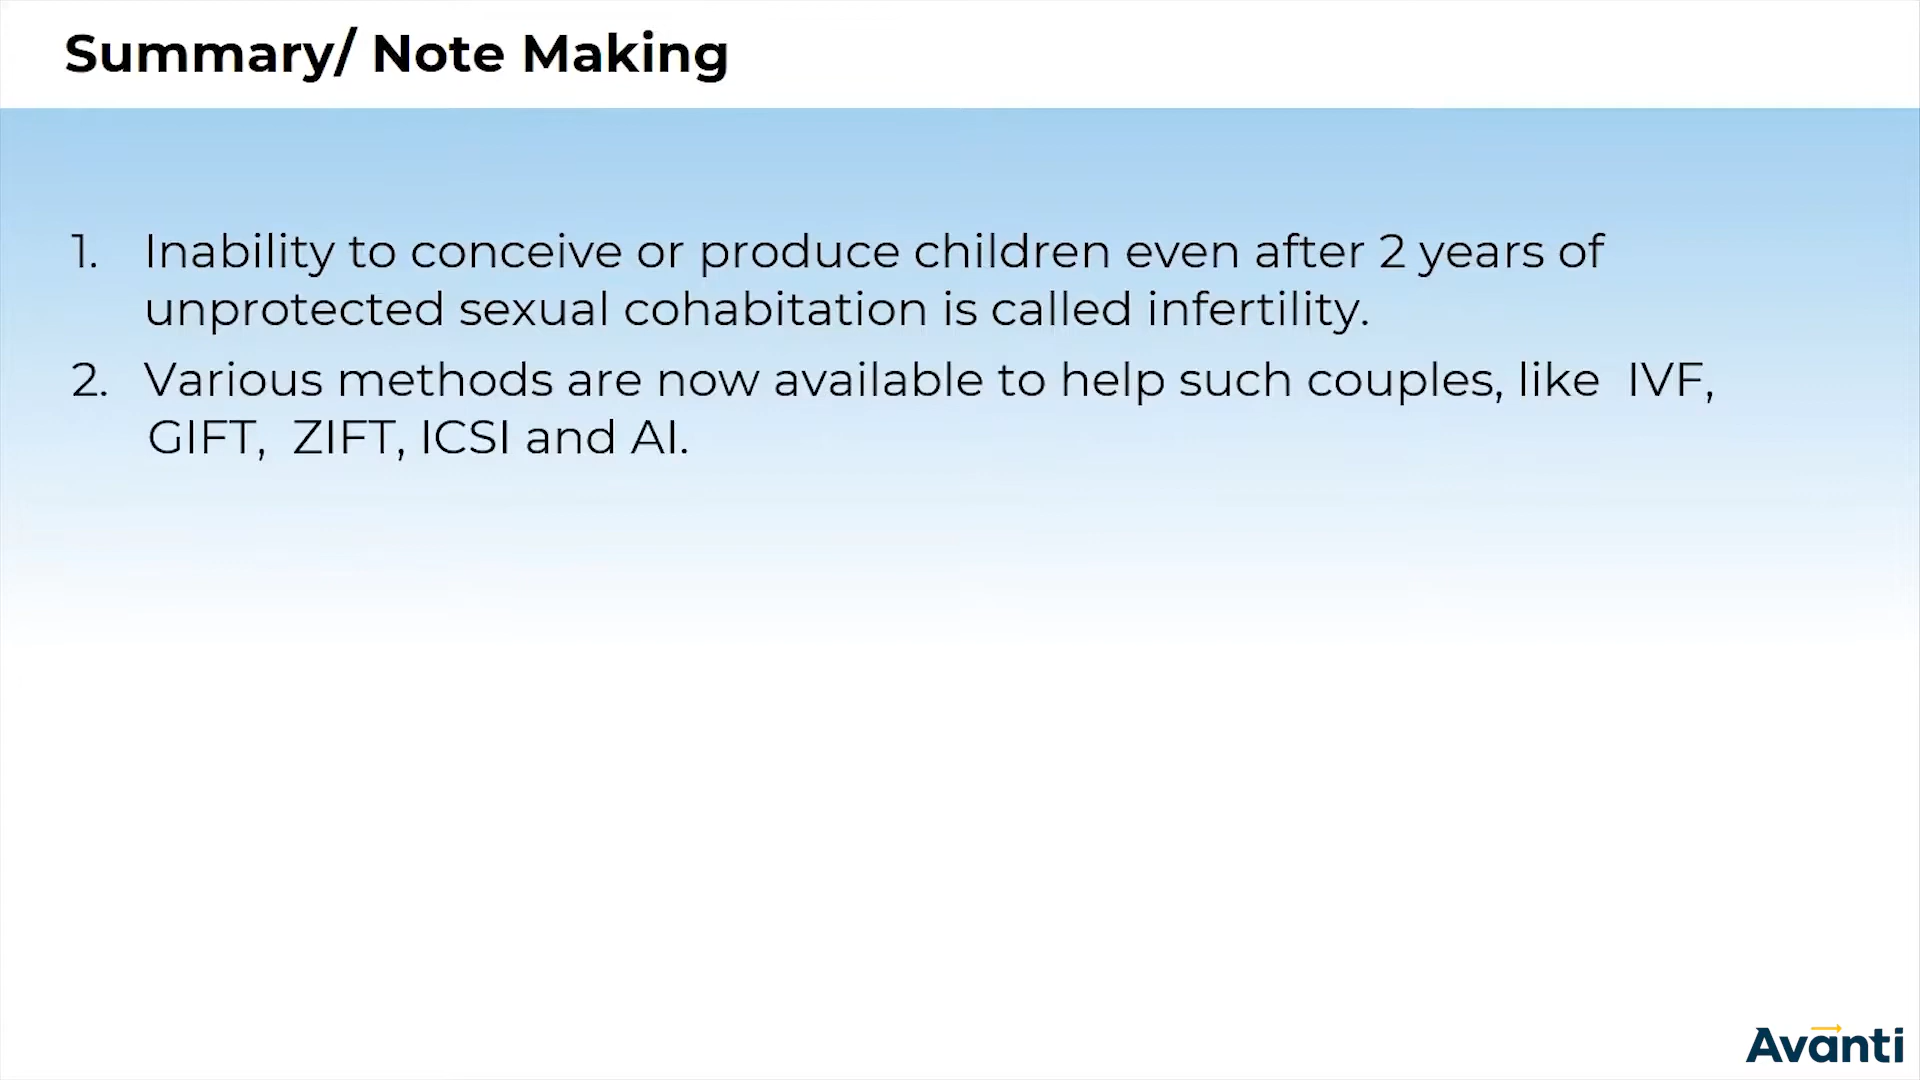 Summary/ Note Making
1. Inability to conceive or produce children even after 2 years of
unprotected sexual cohabitation is called infertility.
2. Various methods are now available to help such couples, like  IVF,
GIFT,  ZIFT, ICSI and AI.
Avanti